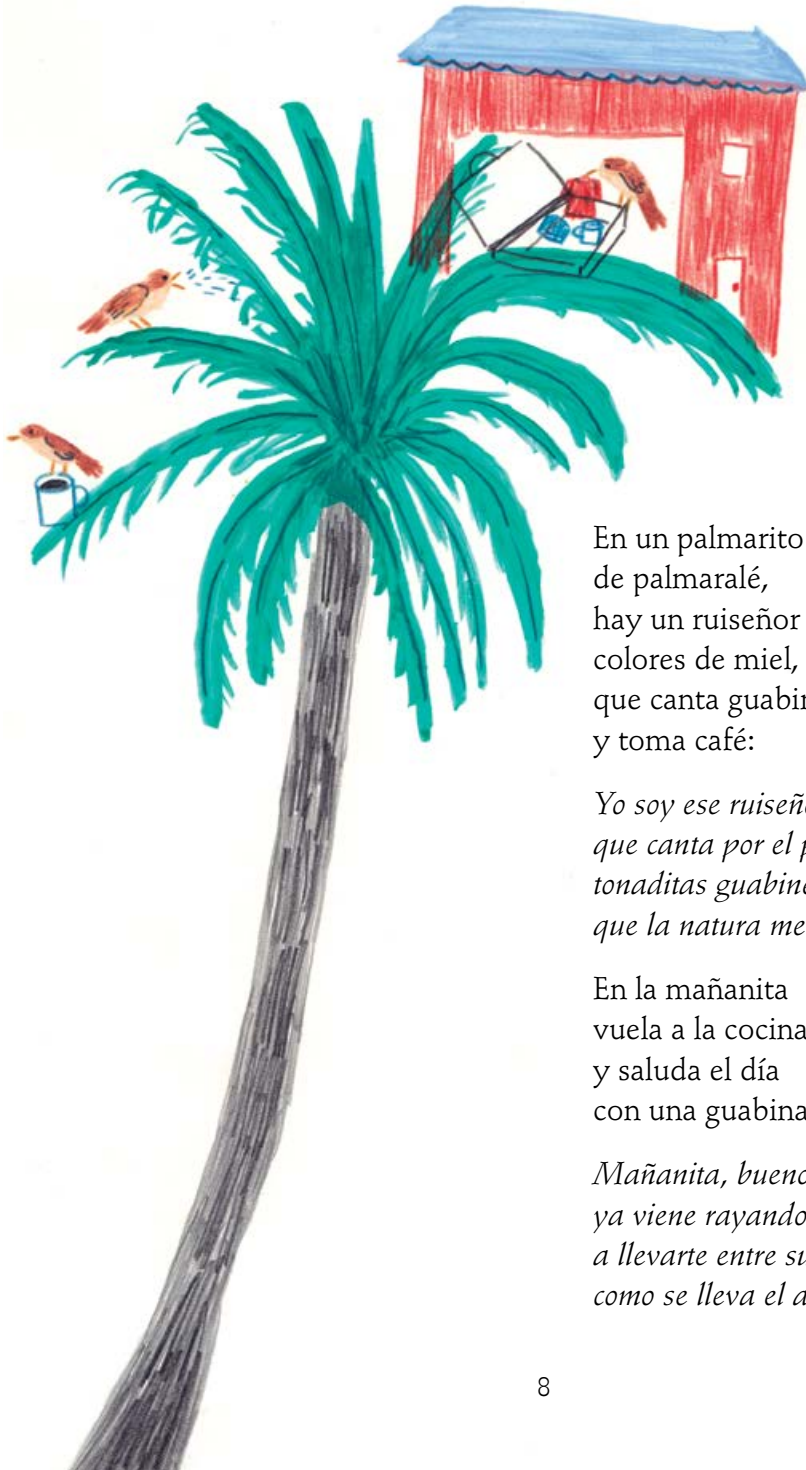 En un palmarito
de palmaralé,
hay un ruiseñor
colores de miel,
que canta
y toma café:
Yo soy ese
que canta por el
tonaditas
que la natura
En la mañanita
vuela a la cocina
y saluda el día
con una guabina
Mañanita,
ya viene rayando
a llevarte entre
como se lleva el
8